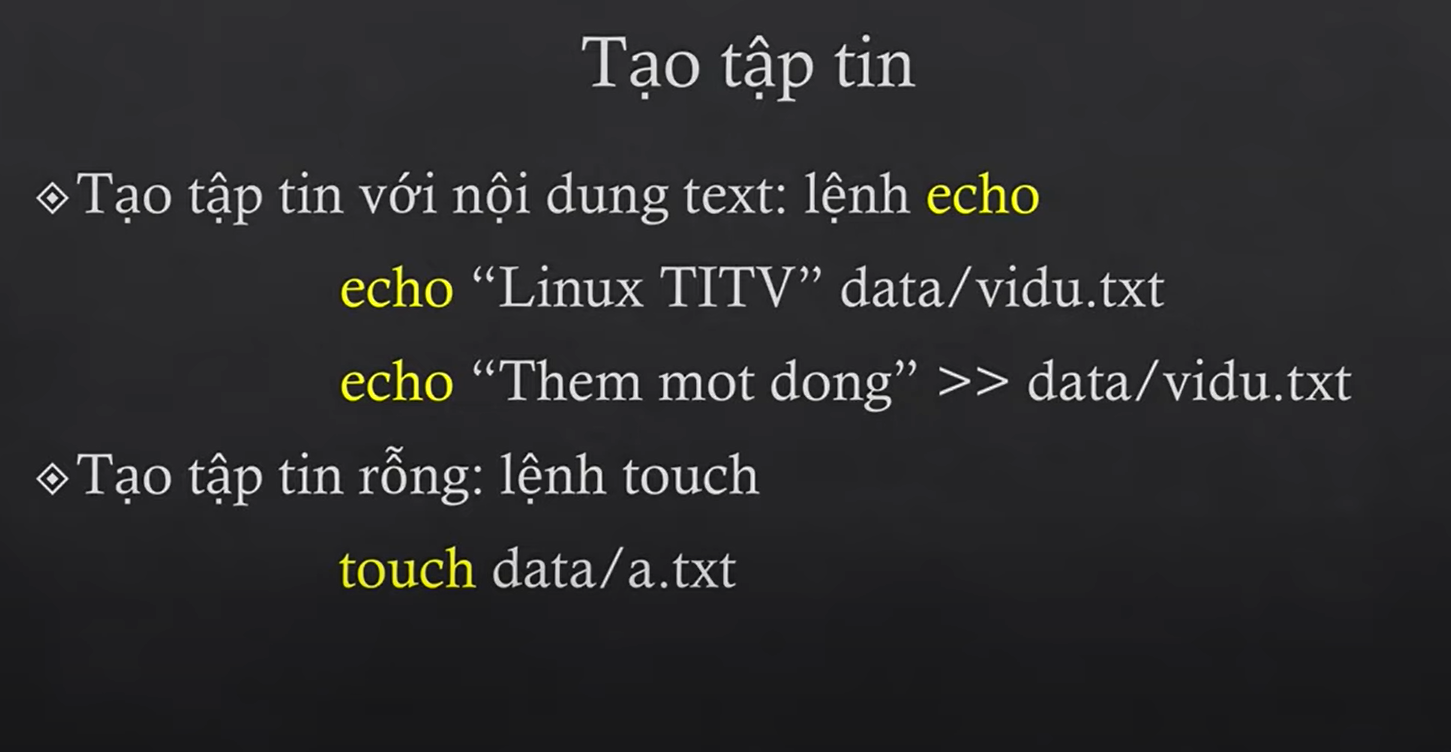 Tạo tập tin
Tạo tập tin với nội dung text: lệnh echo
echo “Linux TITV” data/vidu.txt
echo “Them mot dong” >> data/vidu.txt
Tạo tập tin rỗng: lệnh touch
touch data/a.txt